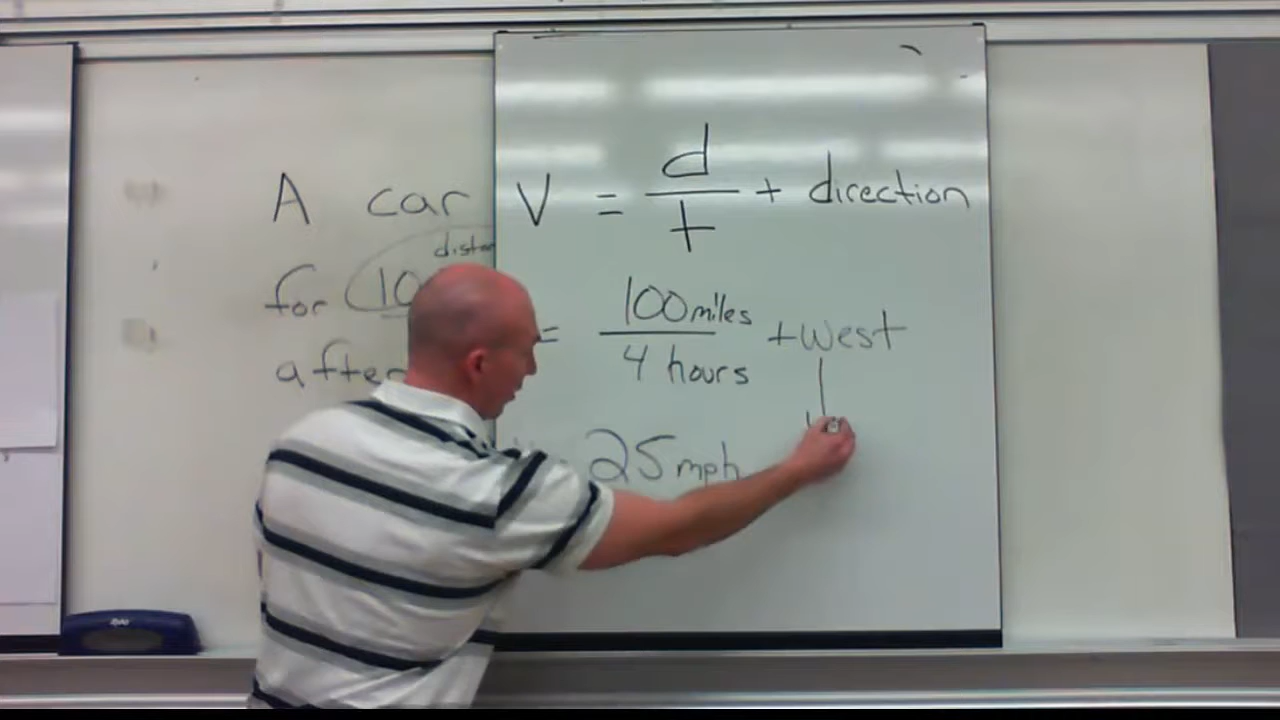 A car
V = d/t + direction
distan
for 10
= 100 miles / 4 hours + west
after
25 mph